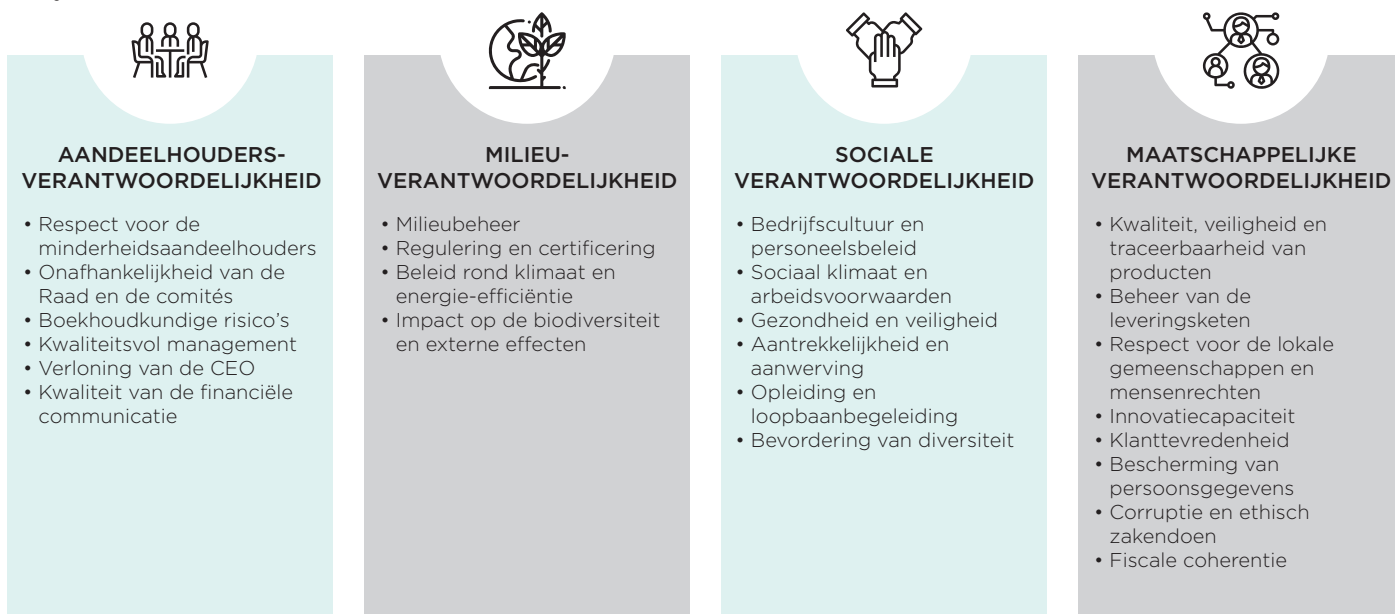 AANDEELHOUDERS-
VERANTWOORDELIJKHEID
• Respect voor de
minderheidsaandeelhouders
• Onafhankelijkheid van de
Raad en de comités
• Boekhoudkundige risico’s
• Kwaliteitsvol management
• Verloning van de CEO
• Kwaliteit van de financiële
communicatie
MILIEU-
VERANTWOORDELIJKHEID
• Milieubeheer
• Regulering en certificering
• Beleid rond klimaat en
energie-efficiëntie
• Impact op de biodiversiteit
en externe effecten
SOCIALE
VERANTWOORDELIJKHEID
• Bedrijfscultuur en
personeelsbeleid
• Sociaal klimaat en
arbeidsvoorwaarden
• Gezondheid en veiligheid
• Aantrekkelijkheid en
aanwerving
• Opleiding en
loopbaanbegeleiding
• Bevordering van diversiteit
MAATSCHAPPELIJKE
VERANTWOORDELIJKHEID
• Kwaliteit, veiligheid en
traceerbaarheid van
producten
• Beheer van de
leveringsketen
• Respect voor de lokale
gemeenschappen en
mensenrechten
• Innovatiecapaciteit
• Klanttevredenheid
• Bescherming van
persoonsgegevens
• Corruptie en ethisch
zakendoen
• Fiscale coherentie